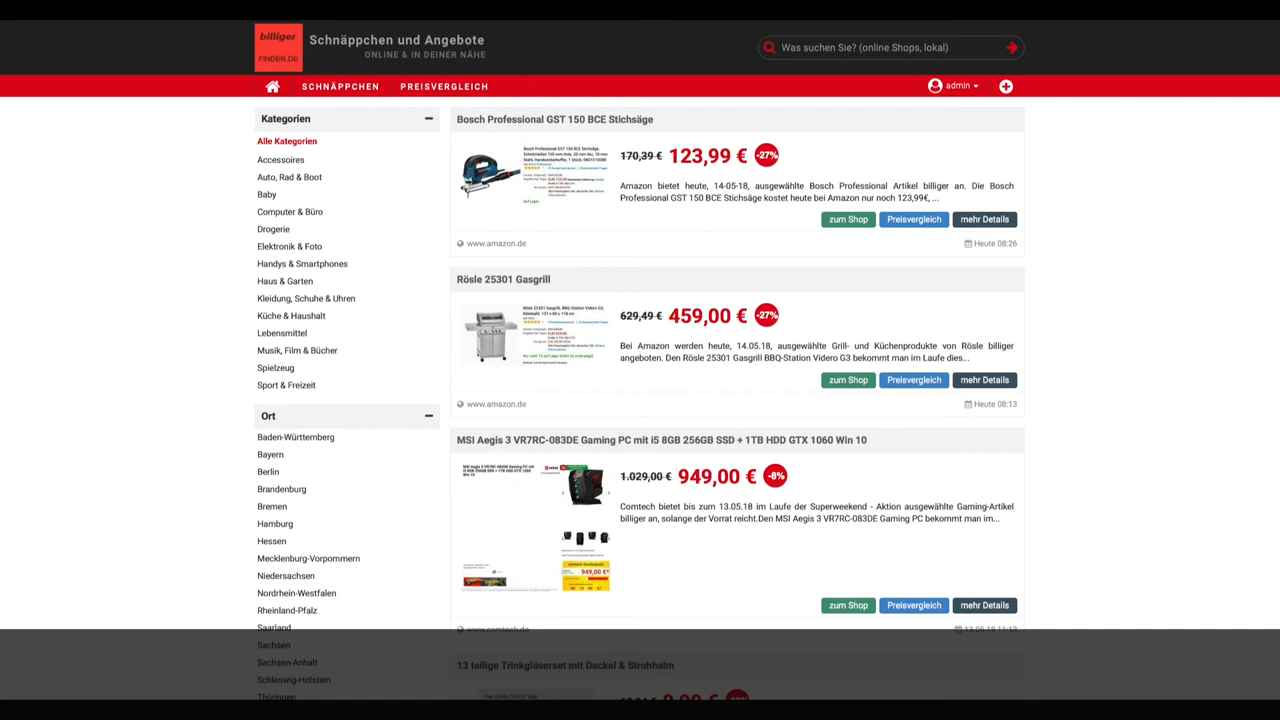 billiger
FINDER.DE
Schnäppchen und Angebote
ONLINE & IN DEINER NÄHE
Was suchen Sie? (online Shops, lokal)
SCHNÄPPCHEN
PREISVERGLEICH
admin
Kategorien
Alle Kategorien
Accessoires
Auto, Rad & Boot
Baby
Computer & Büro
Drogerie
Elektronik & Foto
Handys & Smartphones
Haus & Garten
Kleidung, Schuhe & Uhren
Küche & Haushalt
Lebensmittel
Musik, Film & Bücher
Spielzeug
Sport & Freizeit
Ort
Baden-Württemberg
Bayern
Berlin
Brandenburg
Bremen
Hamburg
Hessen
Mecklenburg-Vorpommern
Niedersachsen
Nordrhein-Westfalen
Rheinland-Pfalz
Saarland
Sachsen
Sachsen-Anhalt
Schleswig-Holstein
Thüringen
Bosch Professional GST 150 BCE Stichsäge
170,39 € 123,99 € -27%
Amazon bietet heute, 14-05-18, ausgewählte Bosch Professional Artikel billiger an. Die Bosch
Professional GST 150 BCE Stichsäge kostet heute bei Amazon nur noch 123,99€, ...
zum Shop Preisvergleich mehr Details
www.amazon.de Heute 08:26
Rösle 25301 Gasgrill
629,49 € 459,00 € -27%
Bei Amazon werden heute, 14.05.18, ausgewählte Grill- und Küchenprodukte von Rösle billiger
angeboten. Den Rösle 25301 Gasgrill BBQ-Station Videro G3 bekommt man im Laufe dies...
zum Shop Preisvergleich mehr Details
www.amazon.de Heute 08:13
MSI Aegis 3 VR7RC-083DE Gaming PC mit i5 8GB 256GB SSD + 1TB HDD GTX 1060 Win 10
1.029,00 € 949,00 € -8%
949,00 €*
Comtech bietet bis zum 13.05.18 im Laufe der Superweekend - Aktion ausgewählte Gaming-Artikel
billiger an, solange der Vorrat reicht.Den MSI Aegis 3 VR7RC-083DE Gaming PC bekommt man im...
zum Shop Preisvergleich mehr Details
www.comtech.de 13.05.18 11:13
13 teilige Trinkgläserset mit Deckel & Strohhalm